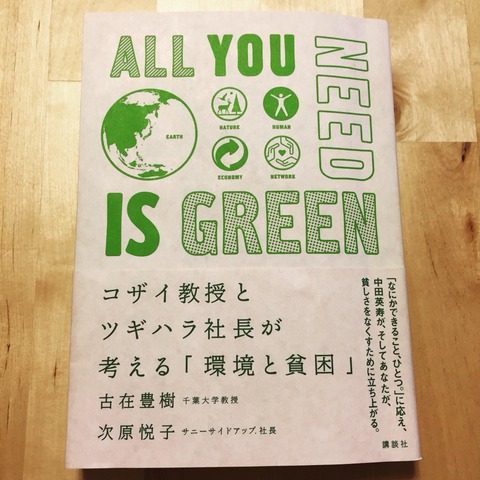 ALL YOU
NEED
EARTH
NATURE
HUMAN
ECONOMY
NETWORK
IS GREEN
コザイ教授と
ツギハラ社長が
考える「環境と貧困」
古在豊樹 千葉大学教授
次原悦子 サニーサイドアップ.社長
「なにかできること、ひとつ。」に応え、
中田英寿が、そしてあなたが、
貧しさをなくすために立ち上がる。
講談社